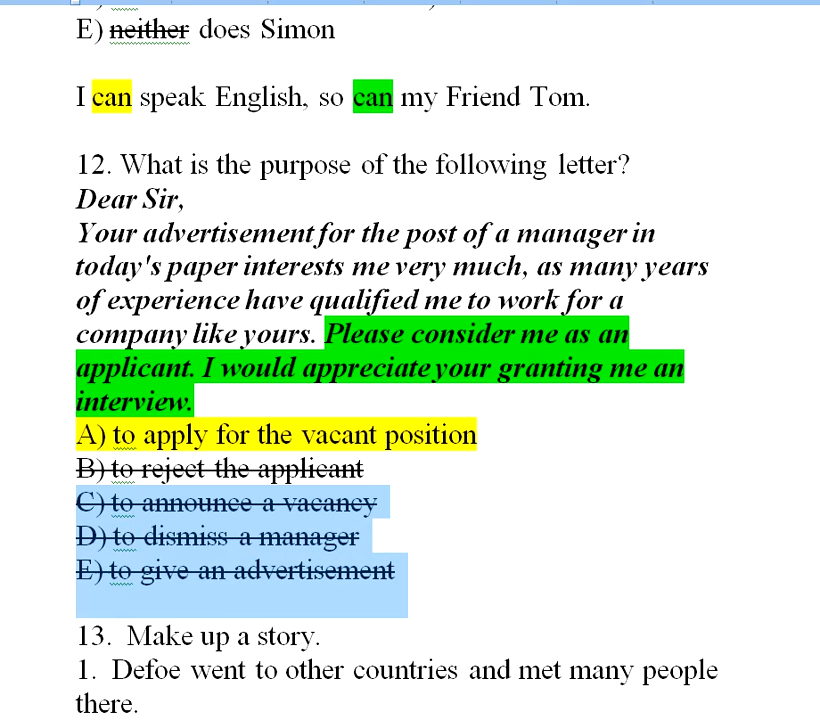 E) neither does Simon
I can speak English, so can my Friend Tom.
12. What is the purpose of the following letter?
Dear Sir,
Your advertisement for the post of a manager in
today's paper interests me very much, as many years
of experience have qualified me to work for a
company like yours. Please consider me as an
applicant. I would appreciate your granting me an
interview.
A) to apply for the vacant position
B) to reject the applicant
C) to announce a vacancy
D) to dismiss a manager
E) to give an advertisement
13. Make up a story.
1. Defoe went to other countries and met many people
there.